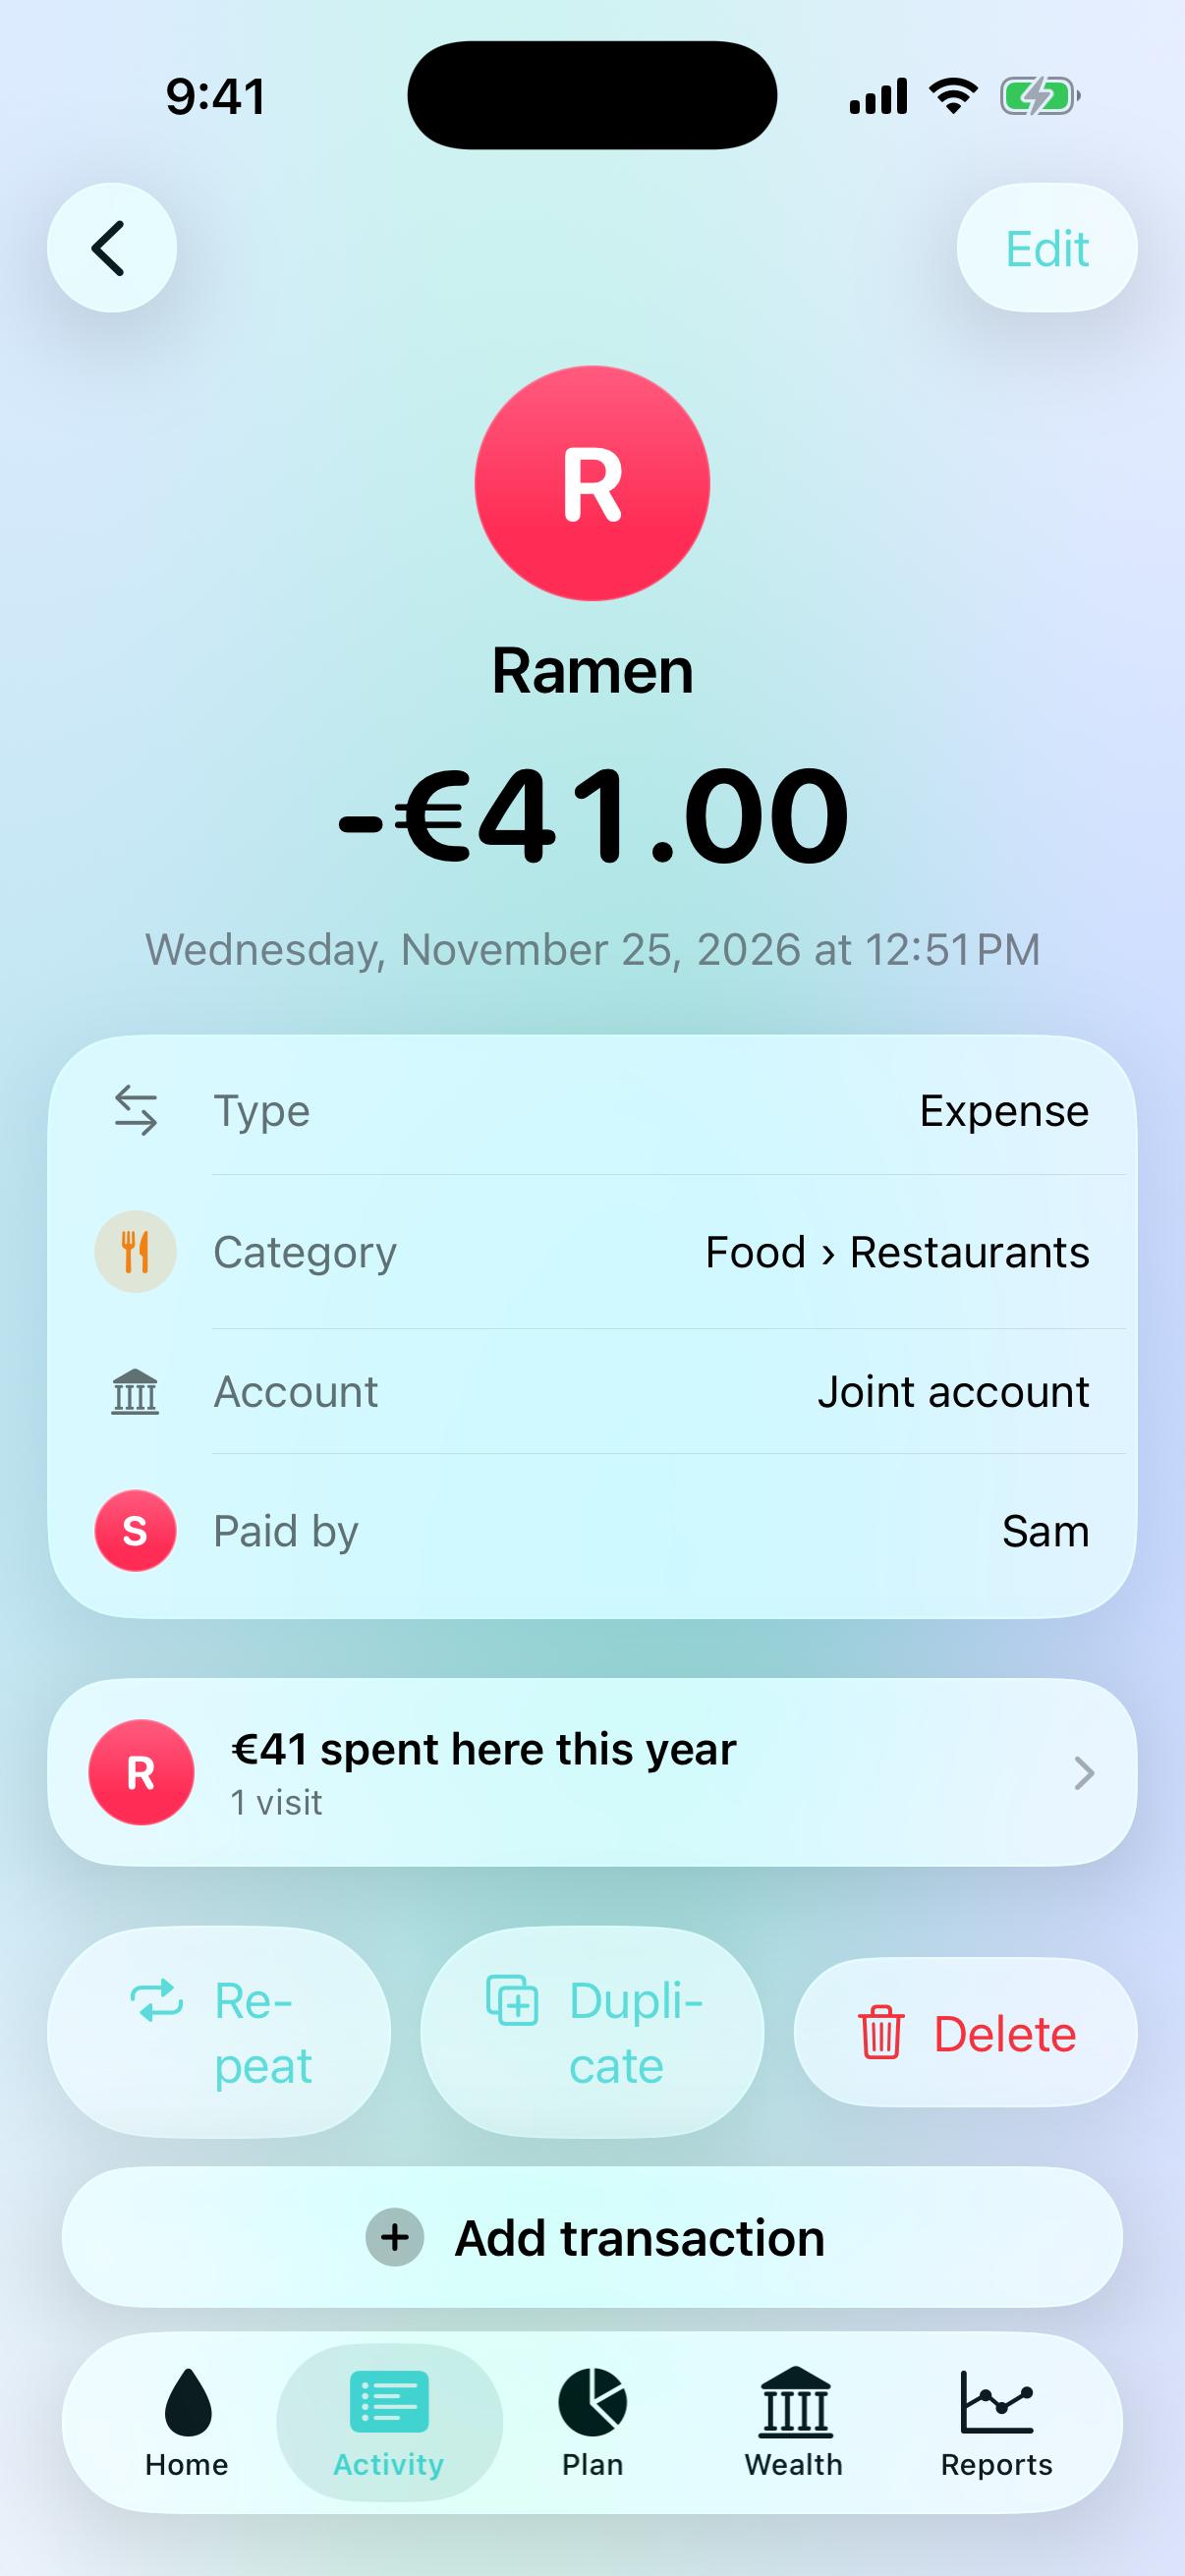 9:41
Edit
R
Ramen
-€41.00
Wednesday, November 25, 2026 at 12:51 PM
Type
Expense
Category
Food › Restaurants
Account
Joint account
S
Paid by
Sam
R
€41 spent here this year
1 visit
Re-
peat
Dupli-
cate
Delete
Add transaction
Home
Activity
Plan
Wealth
Reports